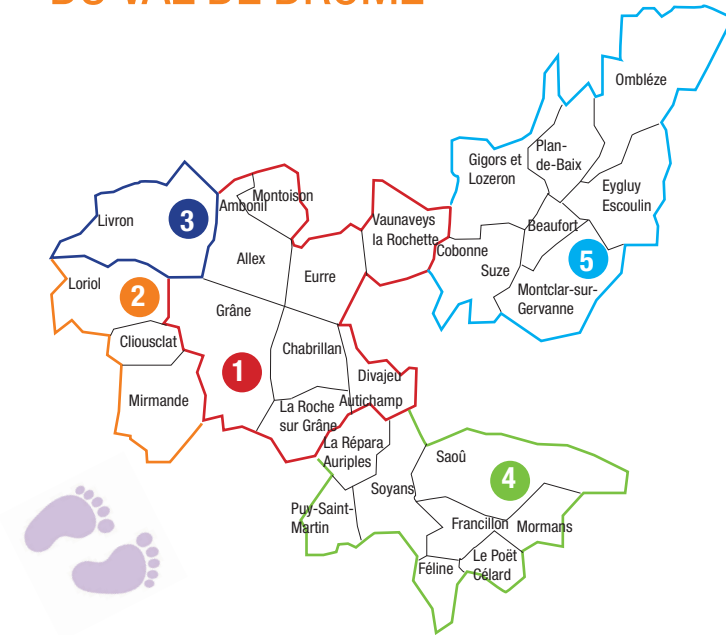 DU VAL DE DRÔME
Ombléze
Plan-
de-Baix
Gigors et
Lozeron
Eygluy
Escoulin
Beaufort
Cobonne
Suze
5
Montclar-sur-
Gervanne
Montoison
Ambonil
Vaunaveys
la Rochette
Livron
3
Allex
Eurre
Loriol
2
Grâne
Cliousclat
Chabrillan
1
Divajeu
Mirmande
Autichamp
La Roche
sur Grâne
La Répara
Auriples
Saoû
4
Soyans
Puy-Saint-
Martin
Francillon
Mormans
Le Poët
Célard
Féline